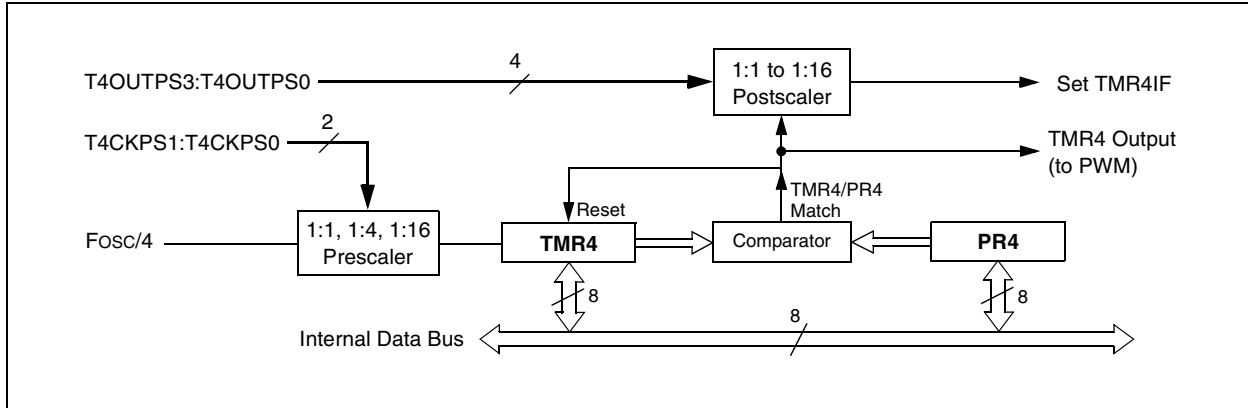 4
T4OUTPS3:T4OUTPS0
1:1 to 1:16
Postscaler
Set TMR4IF
2
T4CKPS1:T4CKPS0
TMR4 Output
(to PWM)
TMR4/PR4
Match
Reset
FOSC/4
1:1, 1:4, 1:16
Prescaler
TMR4
Comparator
PR4
8
8
8
Internal Data Bus